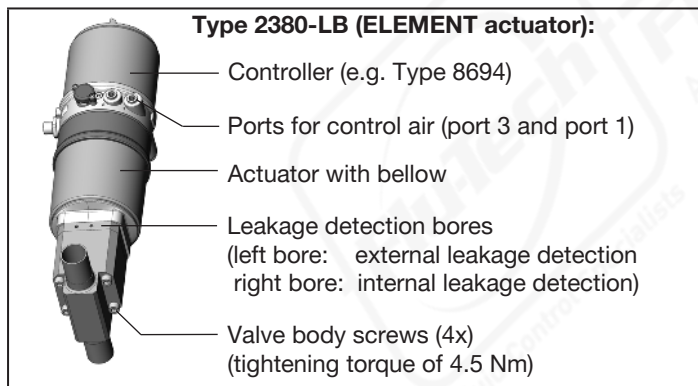 Type 2380-LB (ELEMENT actuator):
Controller (e.g. Type 8694)
Ports for control air (port 3 and port 1)
Actuator with bellow
Leakage detection bores
(left bore: external leakage detection
right bore: internal leakage detection)
Valve body screws (4x)
(tightening torque of 4.5 Nm)